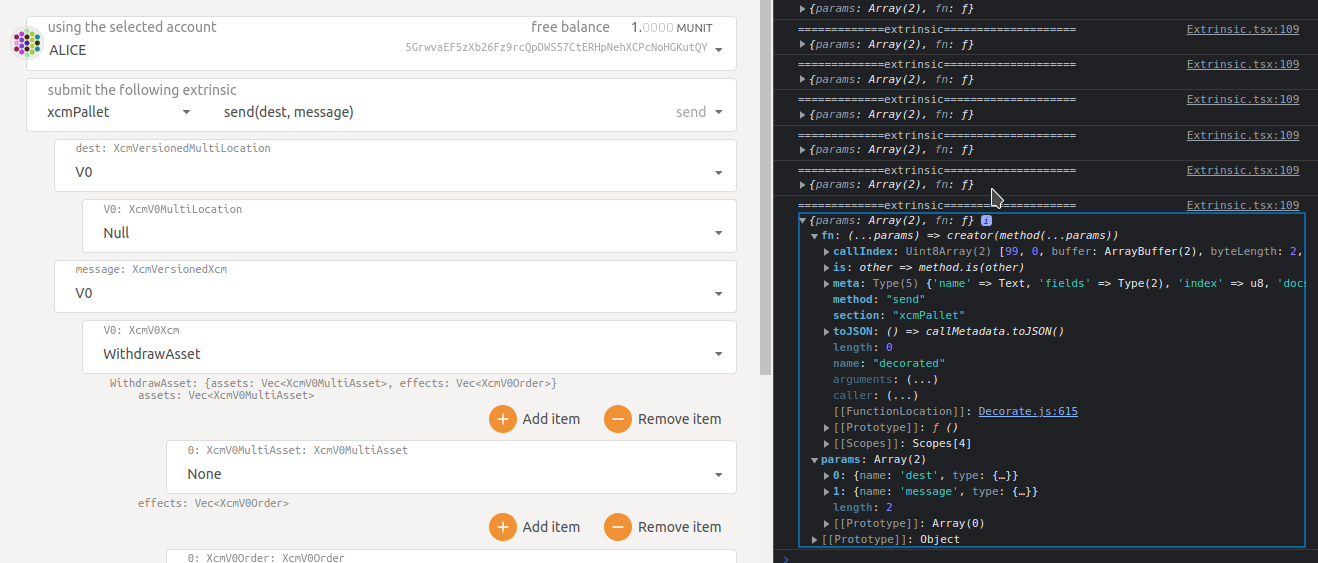 using the selected account
free balance 1.0000 MUNIT
ALICE
5GrwvaEF5zXb26Fz9rcQpDWS57CtERHpNehXCPcNoHGKutQY
submit the following extrinsic
xcmPallet
send(dest, message)
send
dest: XcmVersionedMultiLocation
V0
V0: XcmV0MultiLocation
Null
message: XcmVersionedXcm
V0
V0: XcmV0Xcm
WithdrawAsset
WithdrawAsset: {assets: Vec<XcmV0MultiAsset>, effects: Vec<XcmV0Order>}
assets: Vec<XcmV0MultiAsset>
Add item
Remove item
0: XcmV0MultiAsset: XcmV0MultiAsset
None
effects: Vec<XcmV0Order>
Add item
Remove item
0: XcmV0Order: XcmV0Order
{params: Array(2), fn: ƒ}
=============extrinsic==================== Extrinsic.tsx:109
{params: Array(2), fn: ƒ}
=============extrinsic==================== Extrinsic.tsx:109
{params: Array(2), fn: ƒ}
=============extrinsic==================== Extrinsic.tsx:109
{params: Array(2), fn: ƒ}
=============extrinsic==================== Extrinsic.tsx:109
{params: Array(2), fn: ƒ}
=============extrinsic==================== Extrinsic.tsx:109
{params: Array(2), fn: ƒ}
=============extrinsic==================== Extrinsic.tsx:109
{params: Array(2), fn: ƒ} i
fn: (...params) => creator(method(...params))
callIndex: Uint8Array(2) [99, 0, buffer: ArrayBuffer(2), byteLength: 2,
is: other => method.is(other)
meta: Type(5) {'name' => Text, 'fields' => Type(2), 'index' => u8, 'docs
method: "send"
section: "xcmPallet"
toJSON: () => callMetadata.toJSON()
length: 0
name: "decorated"
arguments: (...)
caller: (...)
[[FunctionLocation]]: Decorate.js:615
[[Prototype]]: ƒ ()
[[Scopes]]: Scopes[4]
params: Array(2)
0: {name: 'dest', type: {…}}
1: {name: 'message', type: {…}}
length: 2
[[Prototype]]: Array(0)
[[Prototype]]: Object